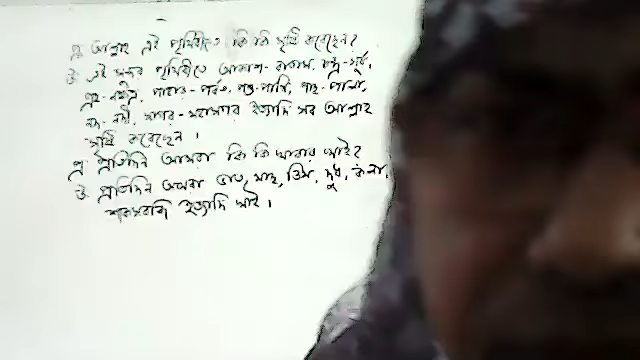 প্র আল্লাহ এই পৃথিবীতে কি কি সৃষ্টি করেছেন?
উঃ এই সুন্দর পৃথিবীতে আকাশ-বাতাস, চন্দ্র-সূর্য,
গ্রহ-নক্ষত্র, পাহাড়-পর্বত, পশু-পাখি, গাছ-পালা,
নদ-নদী, সাগর-মহাসাগর ইত্যাদি সব আল্লাহ
সৃষ্টি করেছেন।
প্র প্রতিদিন আমরা কি কি খাবার খাই?
উঃ প্রতিদিন আমরা ভাত, মাছ, ডিম, দুধ, কলা,
শাকসবজি ইত্যাদি খাই।